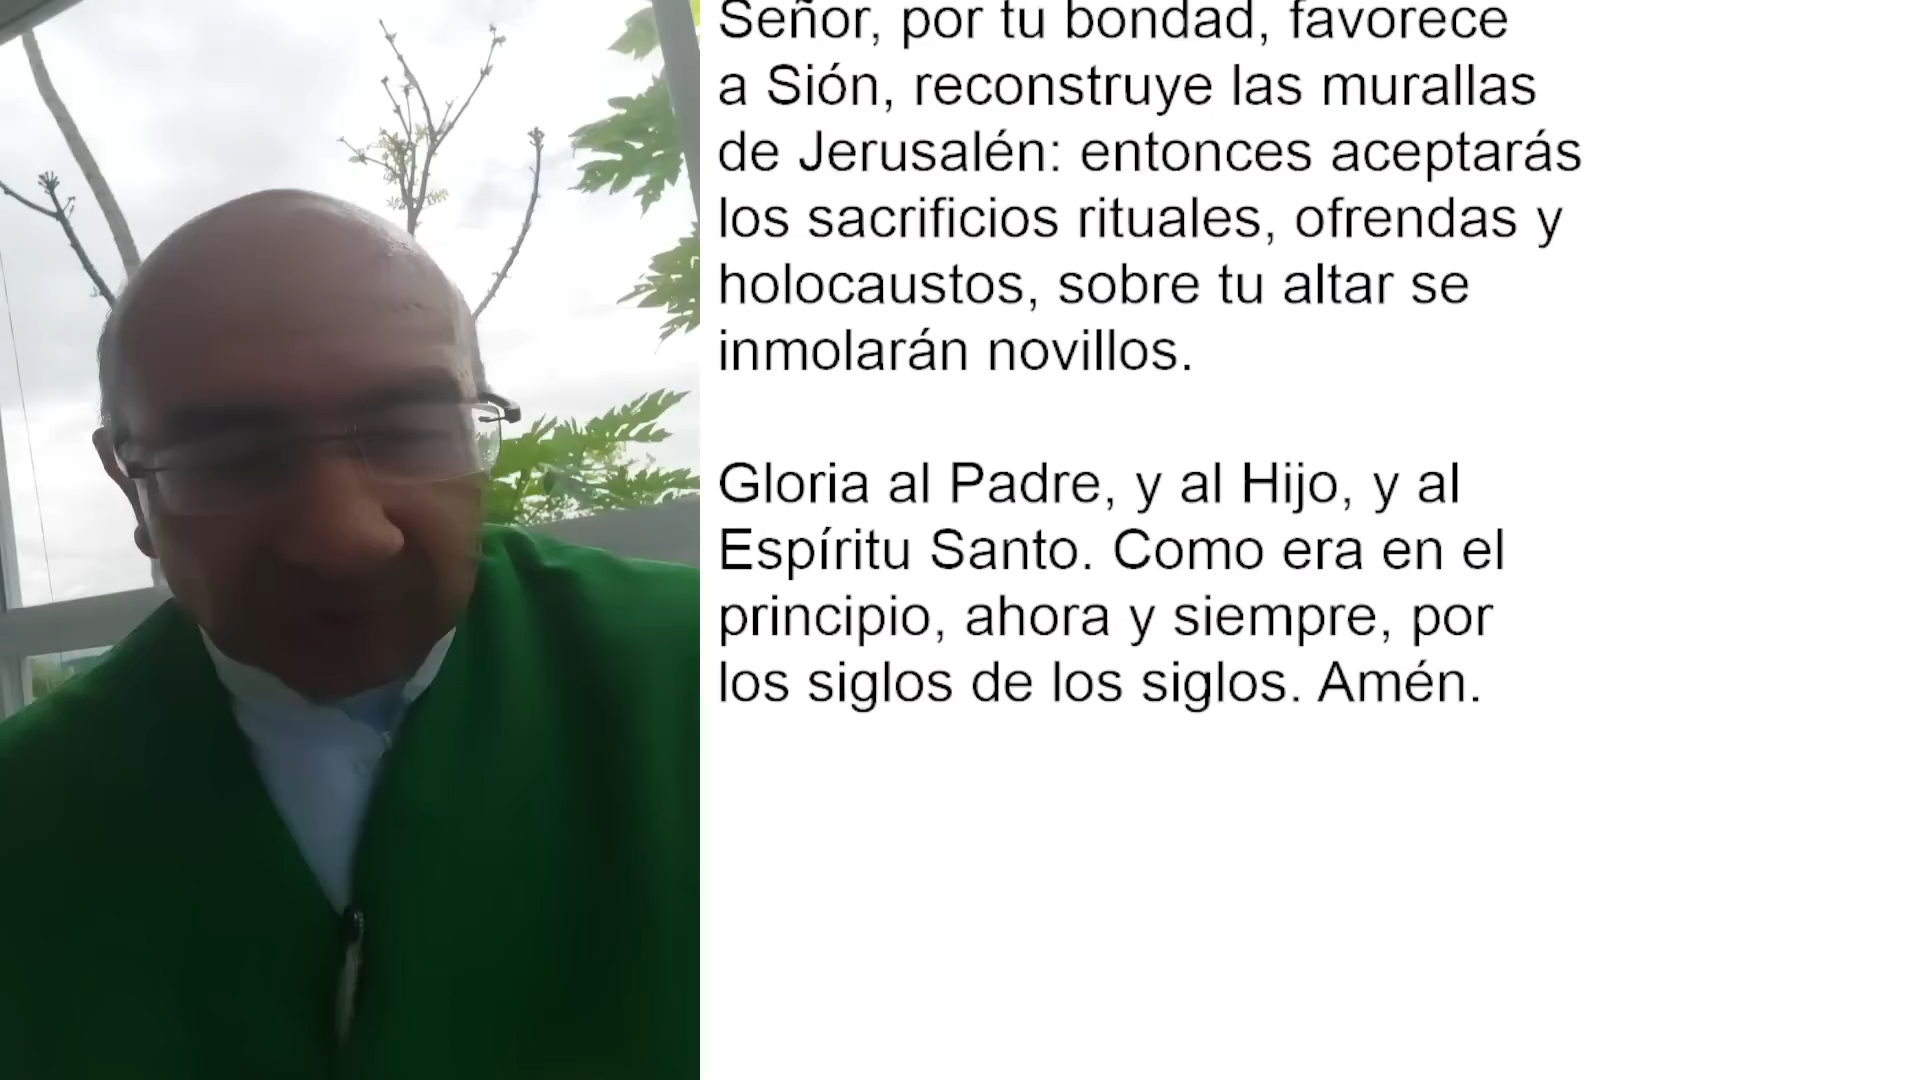 Señor, por tu bondad, favorece
a Sión, reconstruye las murallas
de Jerusalén: entonces aceptarás
los sacrificios rituales, ofrendas y
holocaustos, sobre tu altar se
inmolarán novillos.
Gloria al Padre, y al Hijo, y al
Espíritu Santo. Como era en el
principio, ahora y siempre, por
los siglos de los siglos. Amén.